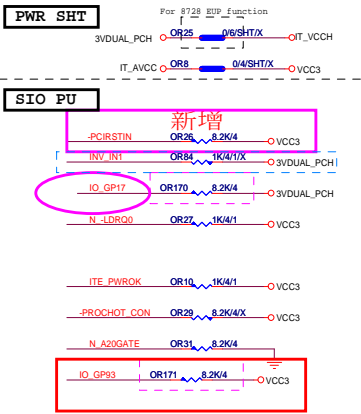 PWR SHT
For 8728 EUP function
3VDUAL_PCH OR25 0/6/SHT/X IT_VCCH
IT_AVCC OR8 0/4/SHT/X VCC3
SIO PU
新增
-PCIRSTIN OR26 8.2K/4 VCC3
INV_IN1 OR84 1K/4/1/X 3VDUAL_PCH
IO_GP17 OR170 8.2K/4 3VDUAL_PCH
N_-LDRQ0 OR27 1K/4/1 VCC3
ITE_PWROK OR10 1K/4/1 VCC3
-PROCHOT_CON OR29 8.2K/4/X VCC3
N_A20GATE OR31 8.2K/4
IO_GP93 OR171 8.2K/4 VCC3